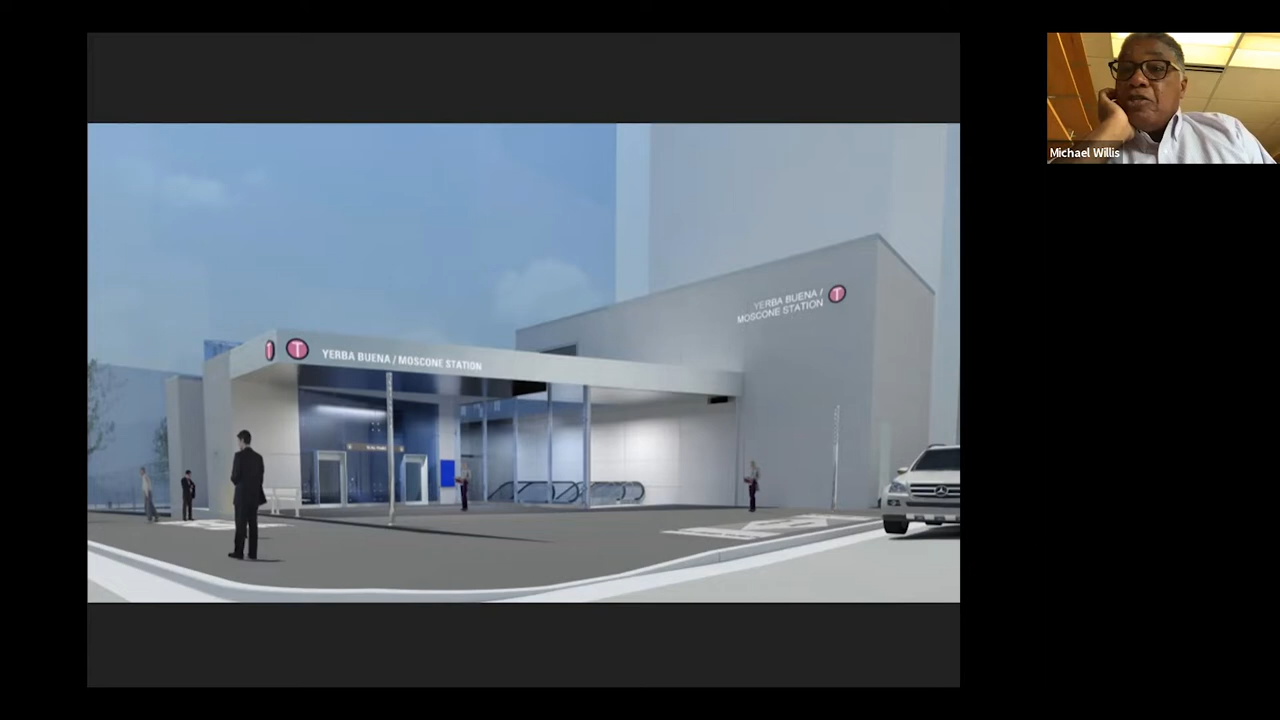 YERBA BUENA /
MOSCONE STATION
T
T
YERBA BUENA / MOSCONE STATION
Michael Willis